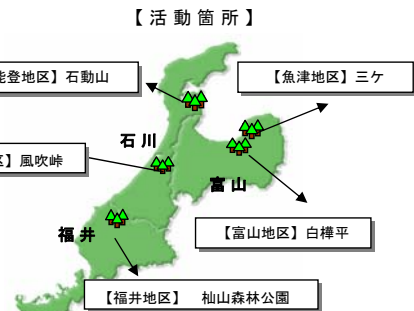 【活動箇所】
能登地区】石動山
【魚津地区】三ケ
石川
区】風吹峠
富山
【富山地区】白樺平
福井
【福井地区】 杣山森林公園